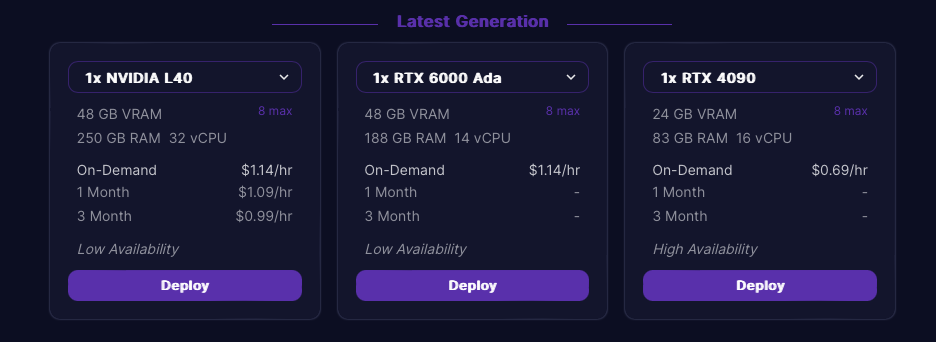 Latest Generation
1x NVIDIA L40
48 GB VRAM 8 max
250 GB RAM 32 vCPU
On-Demand $1.14/hr
1 Month $1.09/hr
3 Month $0.99/hr
Low Availability
Deploy
1x RTX 6000 Ada
48 GB VRAM 8 max
188 GB RAM 14 vCPU
On-Demand $1.14/hr
1 Month -
3 Month -
Low Availability
Deploy
1x RTX 4090
24 GB VRAM 8 max
83 GB RAM 16 vCPU
On-Demand $0.69/hr
1 Month -
3 Month -
High Availability
Deploy